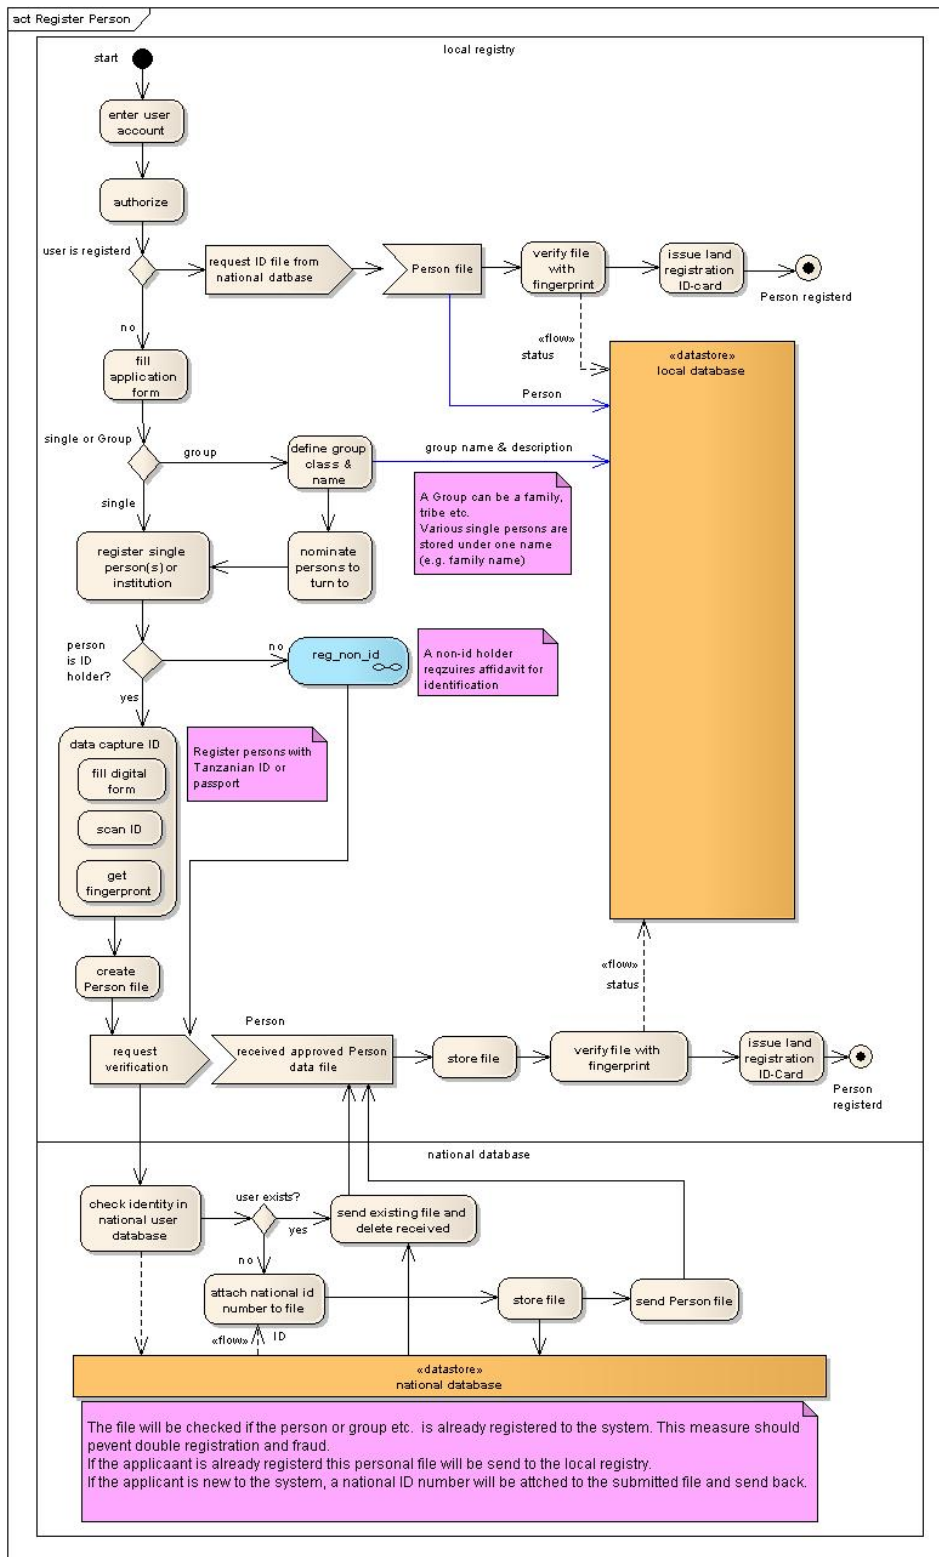 act Register Person
local registry
start
enter user
account
authorize
user is registerd
request ID file from
national datbase
Person file
verify file
with
fingerprint
issue land
registration
ID-card
Person registerd
no
«flow»
status
«datastore»
local database
fill
application
form
Person
single or Group
group
define group
class &
name
group name & description
single
A Group can be a family,
tribe etc.
Various single persons are
stored under one name
(e.g. family name)
register single
person(s) or
institution
nominate
persons to
turn to
person
is ID
holder?
no
reg_non_id
A non-id holder
reqzuires affidavit for
identification
yes
data capture ID
fill digital
form
scan ID
get
fingerpront
Register persons with
Tanzanian ID or
passport
create
Person file
«flow»
status
Person
request
verification
received approved Person
data file
store file
verify file with
fingerprint
issue land
registration
ID-Card
Person
registerd
national database
check identity in
national user
database
user exists?
yes
send existing file and
delete received
no
attach national id
number to file
store file
send Person file
«flow»
ID
«datastore»
national database
The file will be checked if the person or group etc. is already registered to the system. This measure should
pevent double registration and fraud.
If the applicaant is already registerd this personal file will be send to the local registry.
If the applicant is new to the system, a national ID number will be attched to the submitted file and send back.